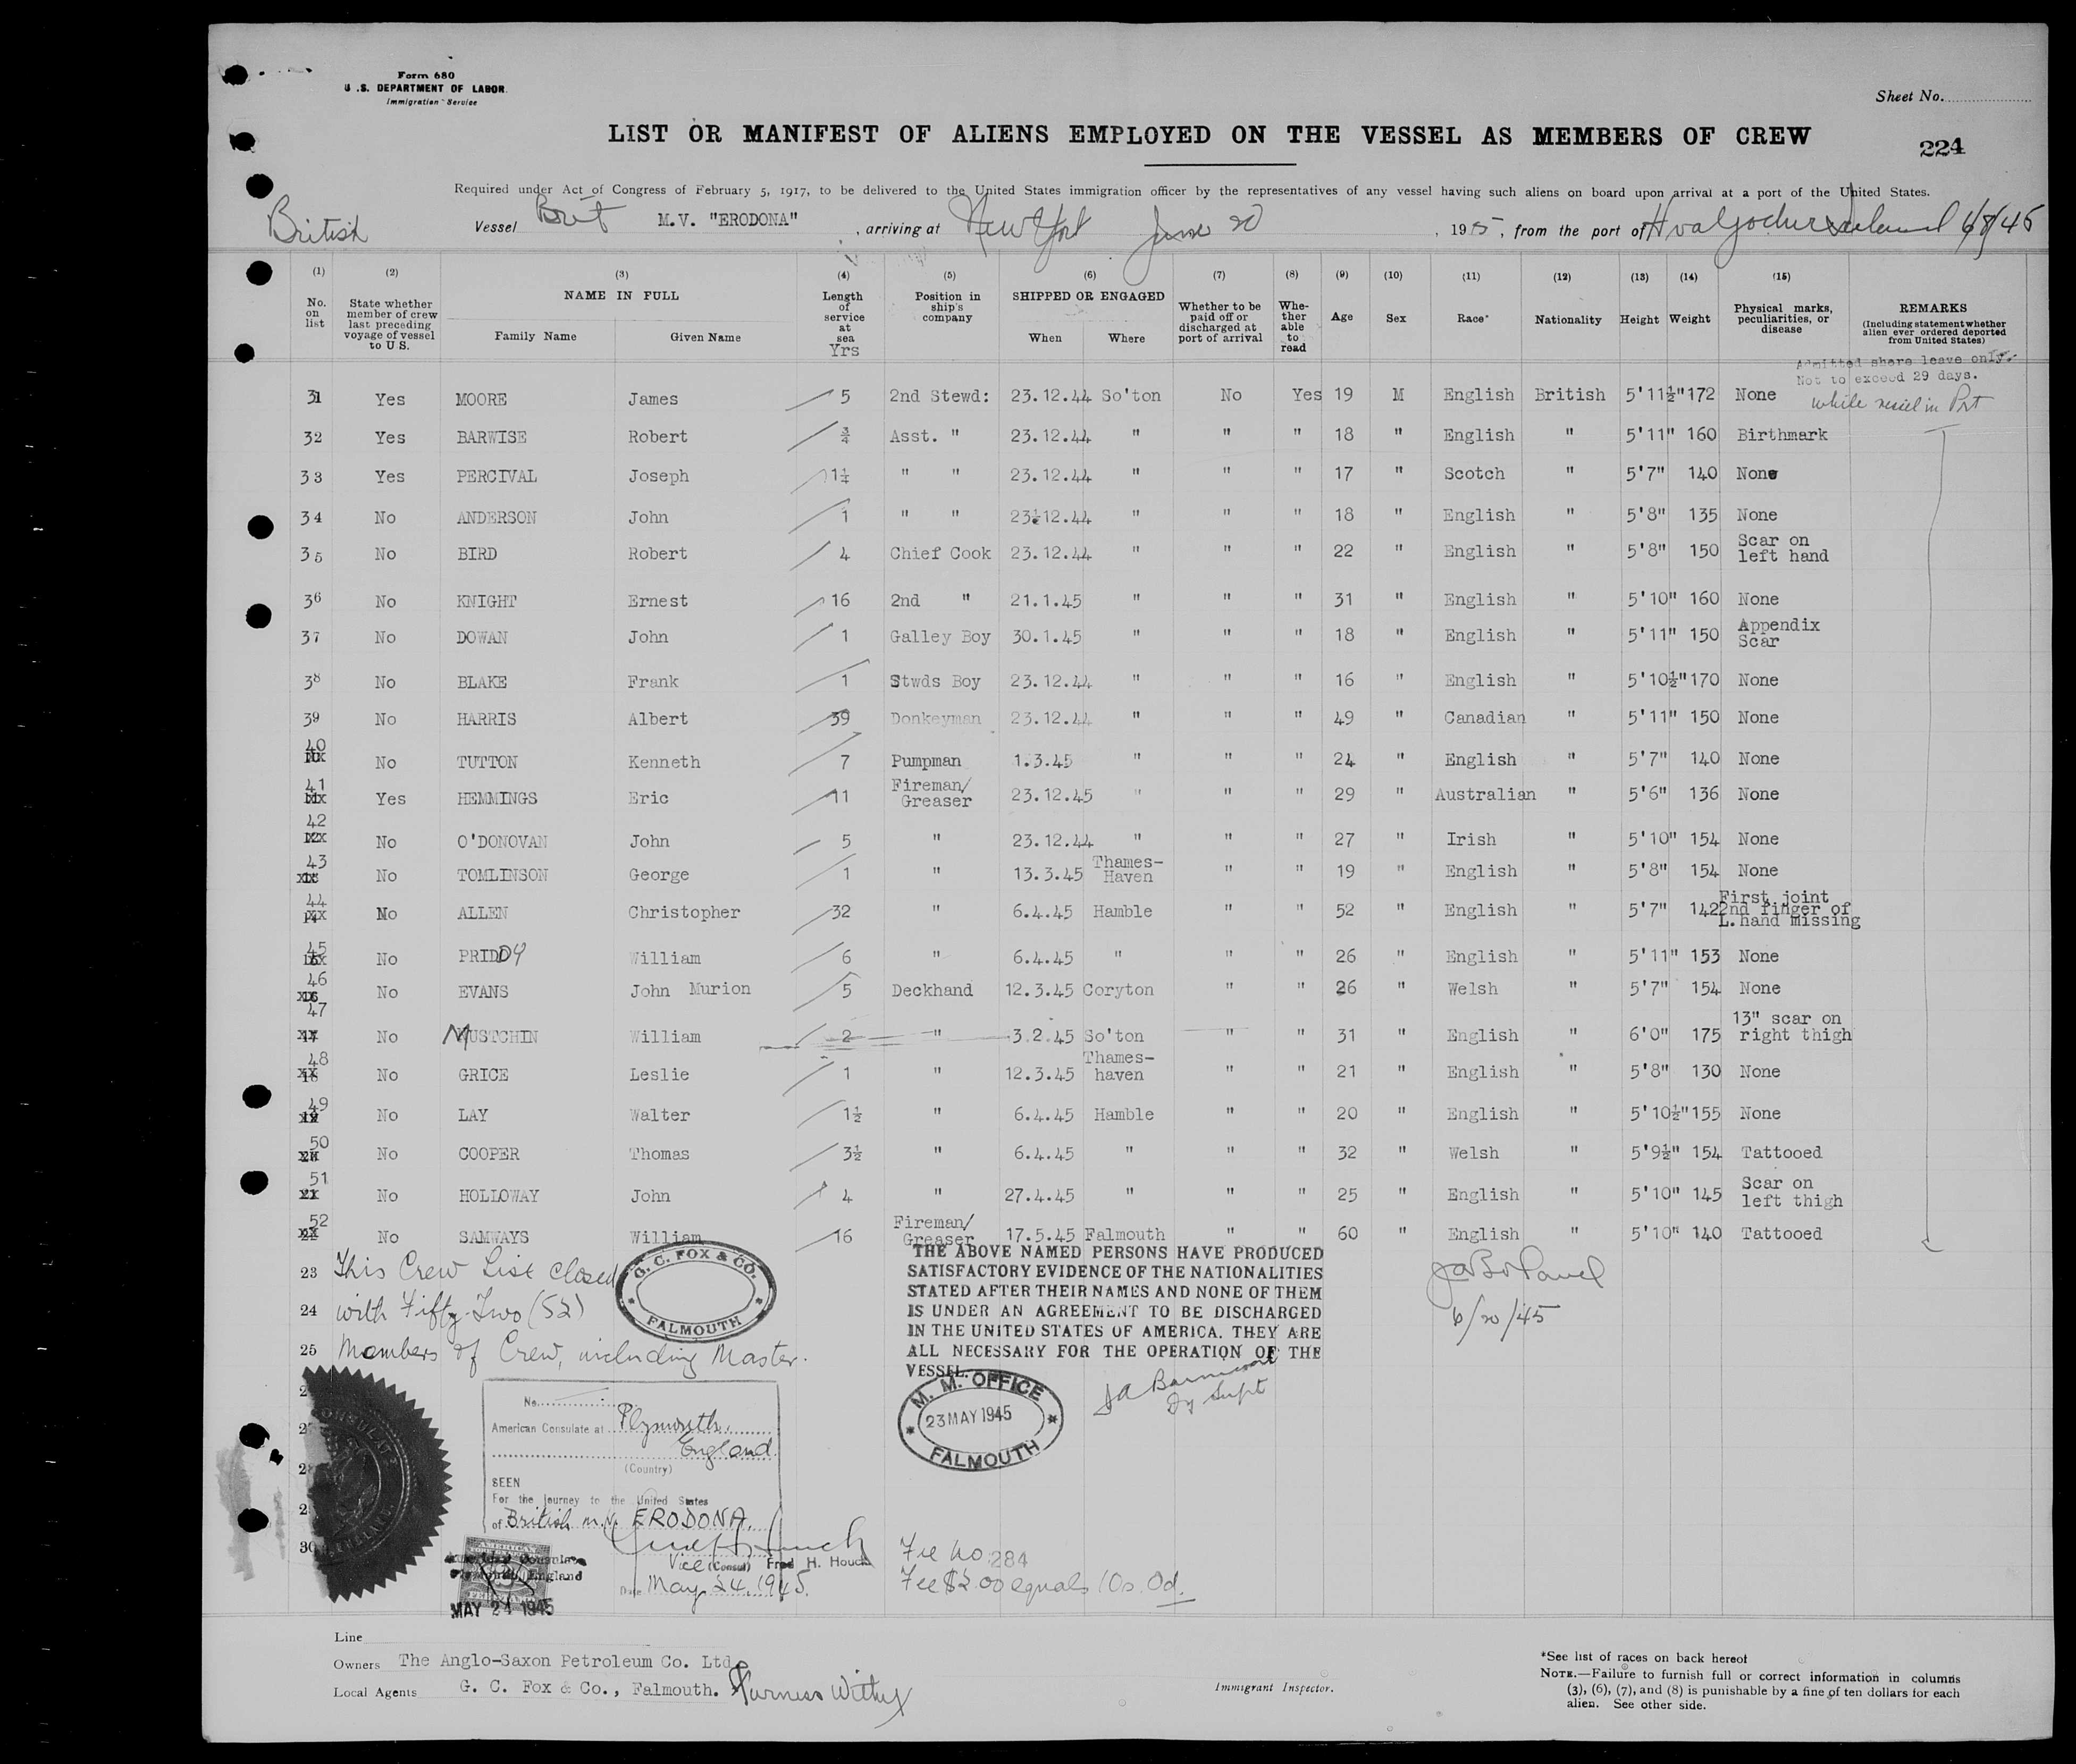 Form 680
U.S. DEPARTMENT OF LABOR
Immigration Service
Sheet No.
LIST OR MANIFEST OF ALIENS EMPLOYED ON THE VESSEL AS MEMBERS OF CREW
224
Required under Act of Congress of February 5, 1917, to be delivered to the United States immigration officer by the representatives of any vessel having such aliens on board upon arrival at a port of the United States.
British Vessel Brit M.V. "ERODONA", arriving at New York June 20, 1945, from the port of 6/8/45
(1) (2) (3) (4) (5) (6) (7) (8) (9) (10) (11) (12) (13) (14) (15)
No. on list
State whether member of crew last preceding voyage of vessel to U S.
NAME IN FULL
Family Name Given Name
Length of service at sea Yrs
Position in ship's company
SHIPPED OR ENGAGED
When Where
Whether to be paid off or discharged at port of arrival
Whe-ther able to read
Age
Sex
Race*
Nationality
Height
Weight
Physical marks, peculiarities, or disease
REMARKS
(Including statement whether alien ever ordered deported from United States)
Admitted shore leave only.
Not to exceed 29 days.
while vessel in Port
31 Yes MOORE James 5 2nd Stewd: 23.12.44 So'ton No Yes 19 M English British 5'11½" 172 None
32 Yes BARWISE Robert ¾ Asst. " 23.12.44 " " " 18 " English " 5'11" 160 Birthmark
33 Yes PERCIVAL Joseph 1¼ " " 23.12.44 " " " 17 " Scotch " 5'7" 140 None
34 No ANDERSON John 1 " " 23.12.44 " " " 18 " English " 5'8" 135 None
35 No BIRD Robert 4 Chief Cook 23.12.44 " " " 22 " English " 5'8" 150 Scar on left hand
36 No KNIGHT Ernest 16 2nd " 21.1.45 " " " 31 " English " 5'10" 160 None
37 No DOWAN John 1 Galley Boy 30.1.45 " " " 18 " English " 5'11" 150 Appendix Scar
38 No BLAKE Frank 1 Stwds Boy 23.12.44 " " " 16 " English " 5'10½" 170 None
39 No HARRIS Albert 39 Donkeyman 23.12.44 " " " 49 " Canadian " 5'11" 150 None
40 No TUTTON Kenneth 7 Pumpman 1.3.45 " " " 24 " English " 5'7" 140 None
41 Yes HEMMINGS Eric 11 Fireman/ Greaser 23.12.45 " " " 29 " Australian " 5'6" 136 None
42 No O'DONOVAN John 5 " 23.12.44 " " " 27 " Irish " 5'10" 154 None
43 No TOMLINSON George 1 " 13.3.45 Thames-Haven " " 19 " English " 5'8" 154 None
44 No ALLEN Christopher 32 " 6.4.45 Hamble " " 52 " English " 5'7" 142 First joint 2nd finger of L.hand missing
45 No PRIDDY William 6 " 6.4.45 " " " 26 " English " 5'11" 153 None
46 No EVANS John Murion 5 Deckhand 12.3.45 Coryton " " 26 " Welsh " 5'7" 154 None
47 No MUSTCHIN William 2 " 3.2.45 So'ton " " 31 " English " 6'0" 175 13" scar on right thigh
48 No GRICE Leslie 1 " 12.3.45 Thames-haven " " 21 " English " 5'8" 130 None
49 No LAY Walter 1½ " 6.4.45 Hamble " " 20 " English " 5'10½" 155 None
50 No COOPER Thomas 3½ " 6.4.45 " " " 32 " Welsh " 5'9½" 154 Tattooed
51 No HOLLOWAY John 4 " 27.4.45 " " " 25 " English " 5'10" 145 Scar on left thigh
52 No SAMWAYS William 16 Fireman/ Greaser 17.5.45 Falmouth " " 60 " English " 5'10" 140 Tattooed
23 This Crew List closed
24 with Fifty-Two (52)
25 Members of Crew, including Master.
G. C. FOX & CO. FALMOUTH
THE ABOVE NAMED PERSONS HAVE PRODUCED
SATISFACTORY EVIDENCE OF THE NATIONALITIES
STATED AFTER THEIR NAMES AND NONE OF THEM
IS UNDER AN AGREEMENT TO BE DISCHARGED
IN THE UNITED STATES OF AMERICA. THEY ARE
ALL NECESSARY FOR THE OPERATION OF THE
VESSEL.
6/20/45
M. M. OFFICE
23 MAY 1945
FALMOUTH
Dy Supt
No.
American Consulate at Plymouth,
England
(Country)
SEEN
For the journey to the United States
of British m.v. ERODONA.
Vice (Consul) Fred H. Houck
Date May 24, 1945.
30
American Consulate
Plymouth, England
MAY 24 1945
Fee No 284
Fee $2.00 equals 10s. 0d.
Line
Owners The Anglo-Saxon Petroleum Co. Ltd.
Local Agents G. C. Fox & Co., Falmouth. Furness Withy
Immigrant Inspector.
*See list of races on back hereof
NOTE.—Failure to furnish full or correct information in columns
(3), (6), (7), and (8) is punishable by a fine of ten dollars for each
alien. See other side.